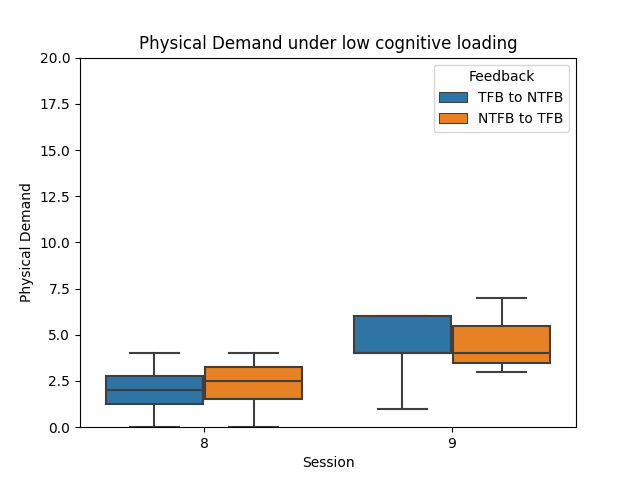 Physical Demand under low cognitive loading
20.0
17.5
15.0
12.5
10.0
7.5
5.0
2.5
0.0
Physical Demand
Feedback
TFB to NTFB
NTFB to TFB
8
9
Session